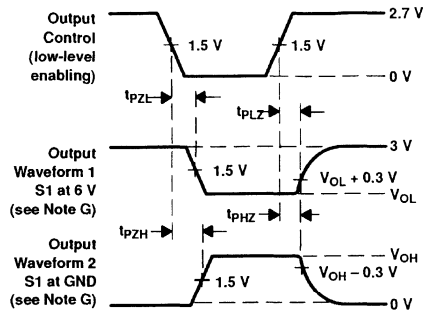 Output
Control
(low-level
enabling)
2.7 V
1.5 V
1.5 V
0 V
tPZL
tPLZ
Output
Waveform 1
S1 at 6 V
(see Note G)
3 V
1.5 V
VOL + 0.3 V
VOL
tPZH
tPHZ
Output
Waveform 2
S1 at GND
(see Note G)
VOH
VOH − 0.3 V
1.5 V
0 V